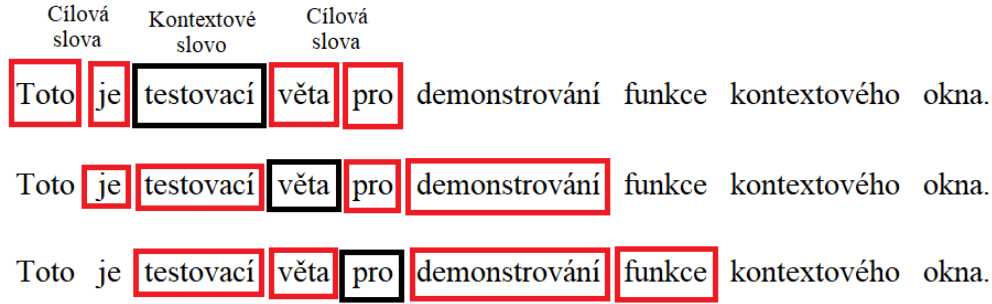 Cílová slova
Kontextové slovo
Cílová slova
Toto je testovací věta pro demonstrování funkce kontextového okna.
Toto je testovací věta pro demonstrování funkce kontextového okna.
Toto je testovací věta pro demonstrování funkce kontextového okna.